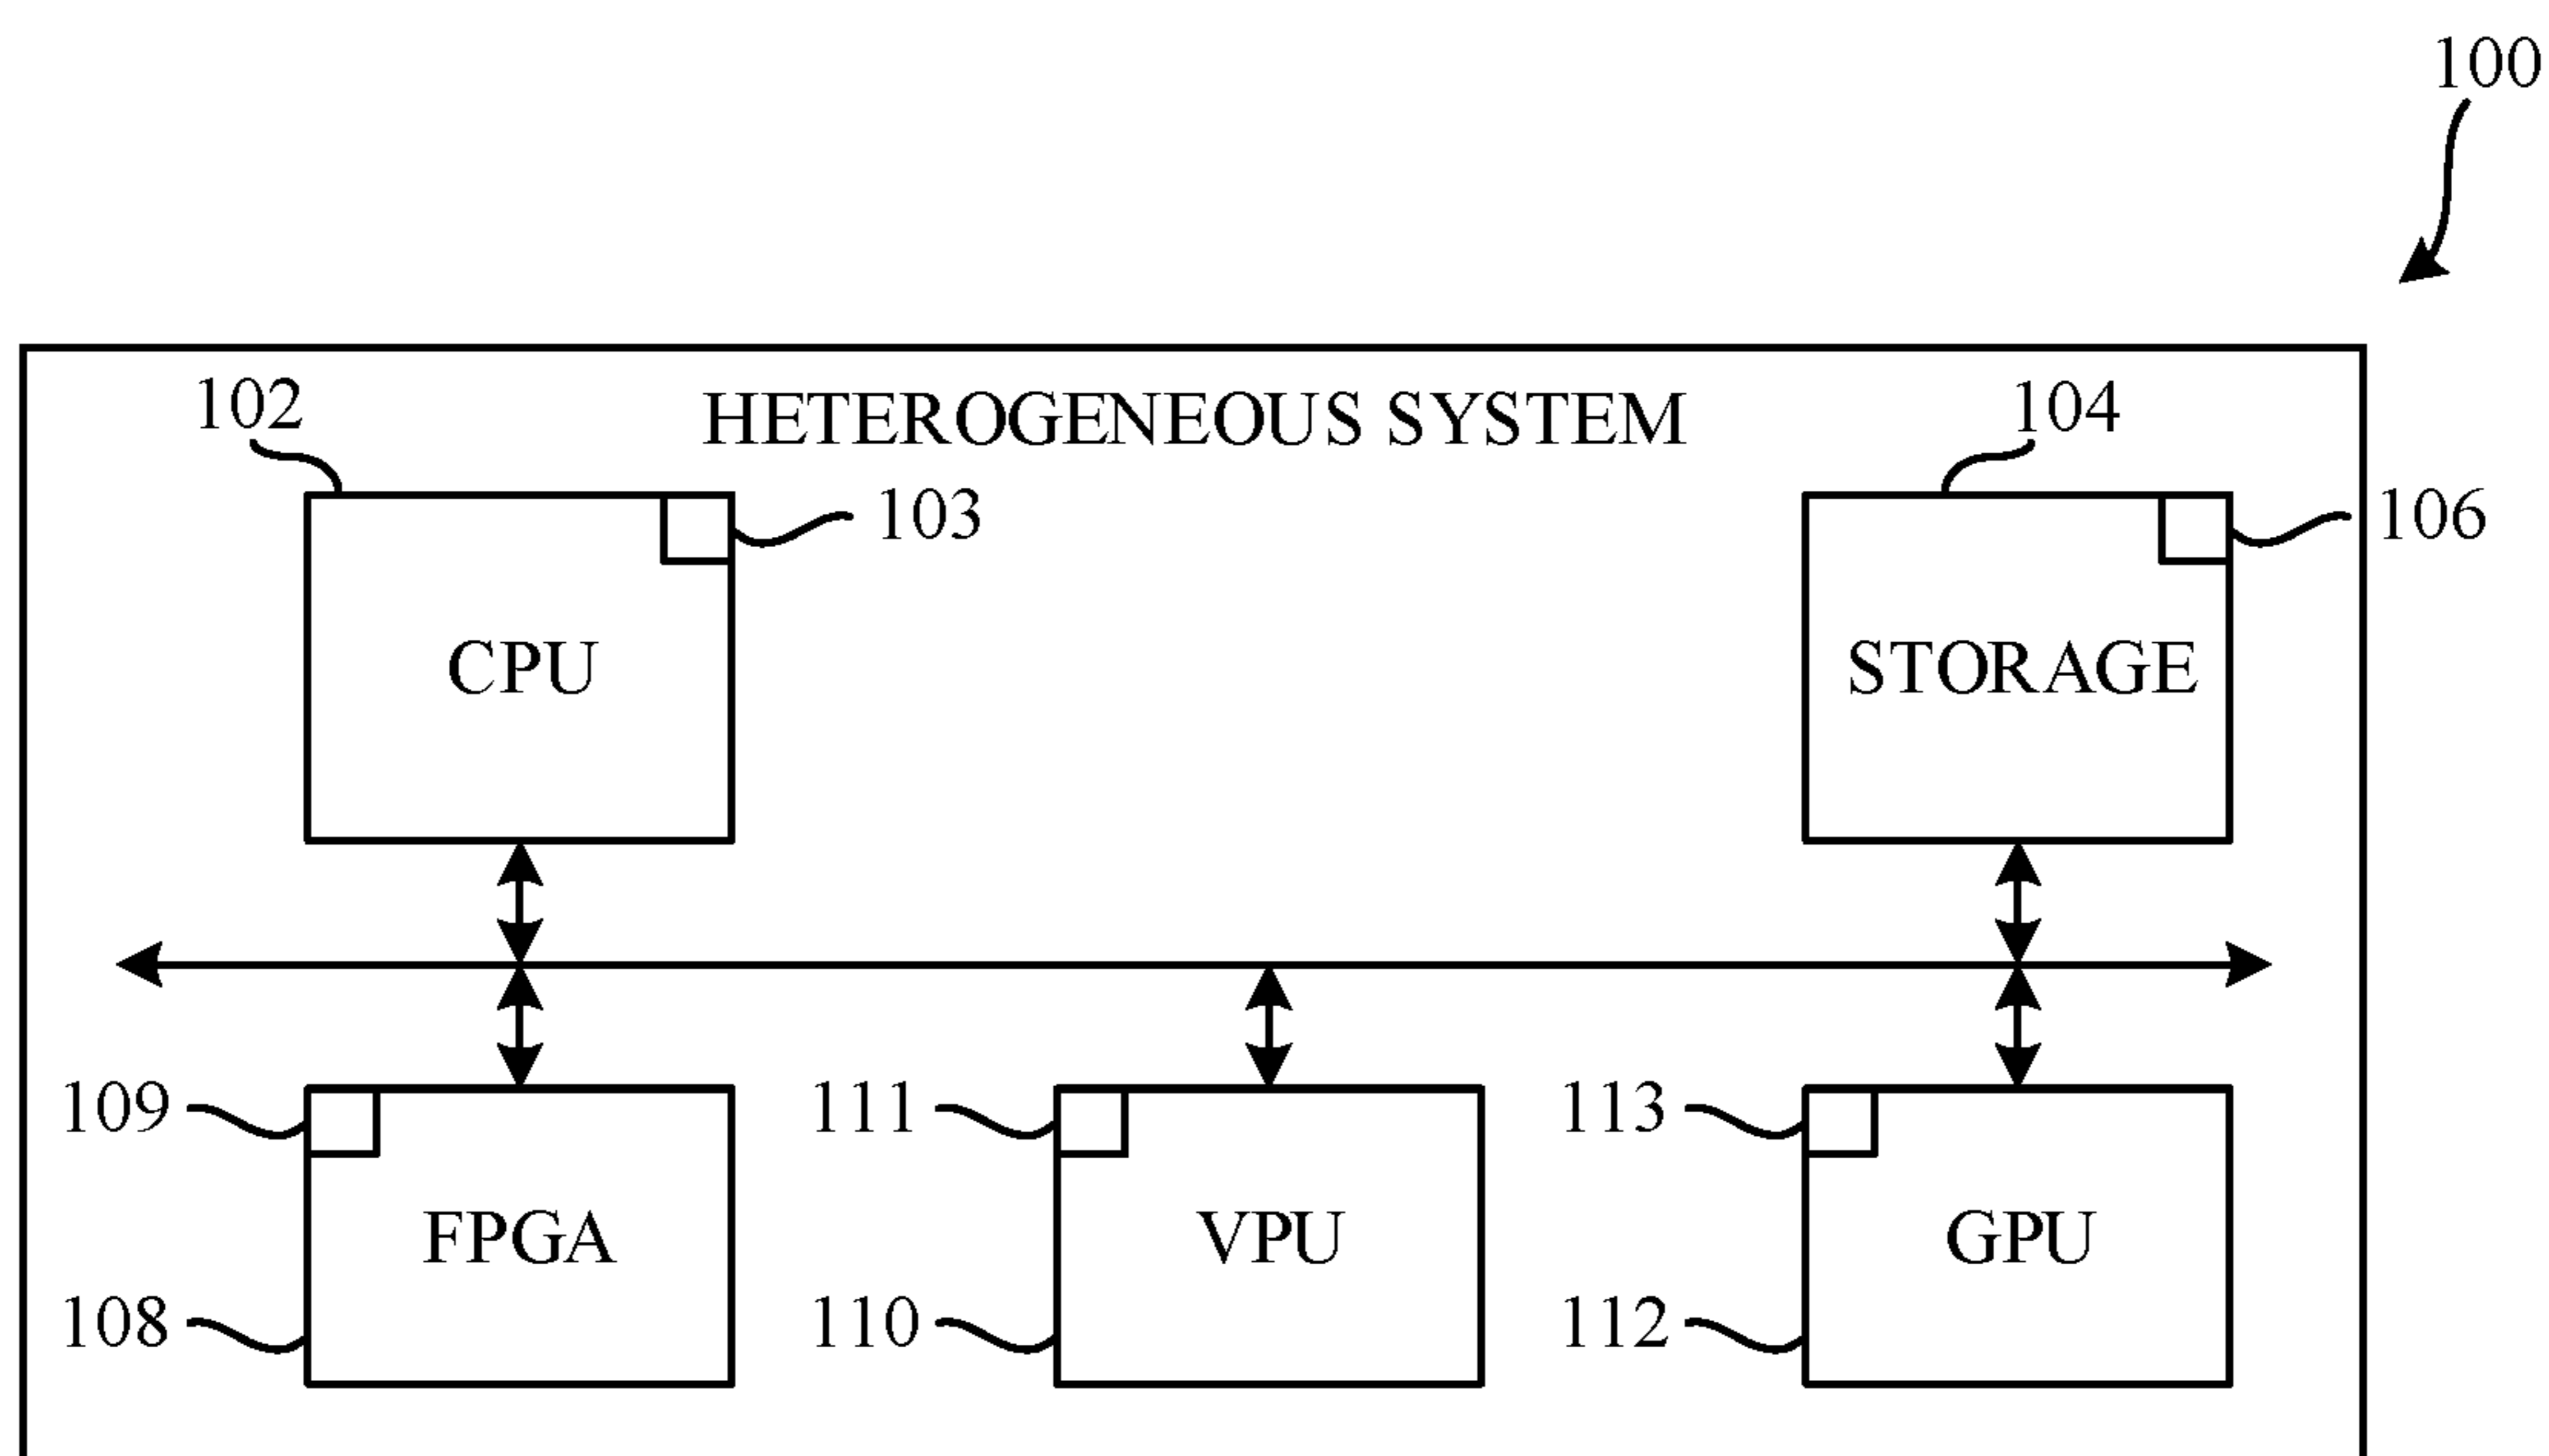 100
102
HETEROGENEOUS SYSTEM
104
103
106
CPU
STORAGE
109
111
113
FPGA
VPU
GPU
108
110
112